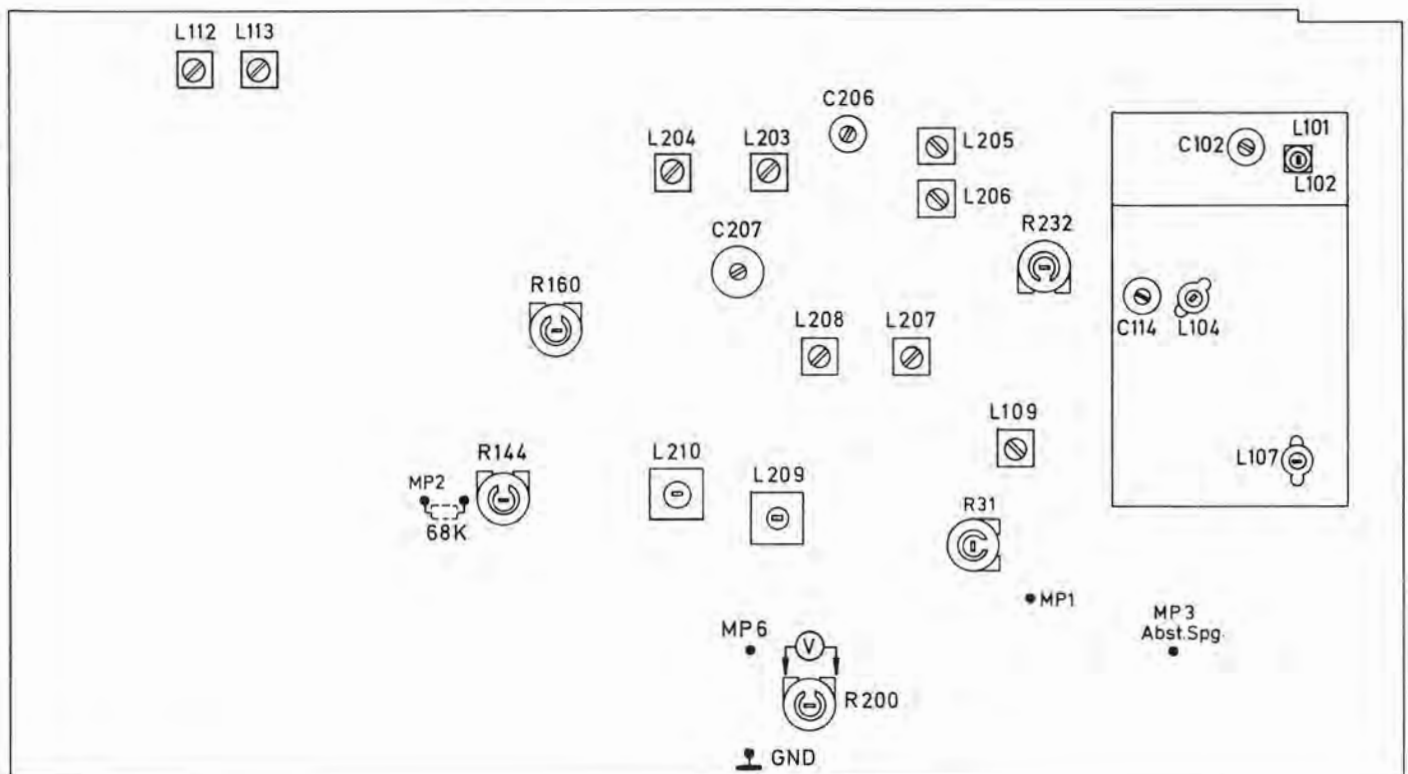 L112 L113
C206
L204 L203 L205
L206
C102 L101
L102
C207 R232
R160
C114 L104
L208 L207
L109
MP2 R144 L210 L209
68K
L107
R31
MP1
MP6
V
MP3
Abst.Spg.
R200
GND